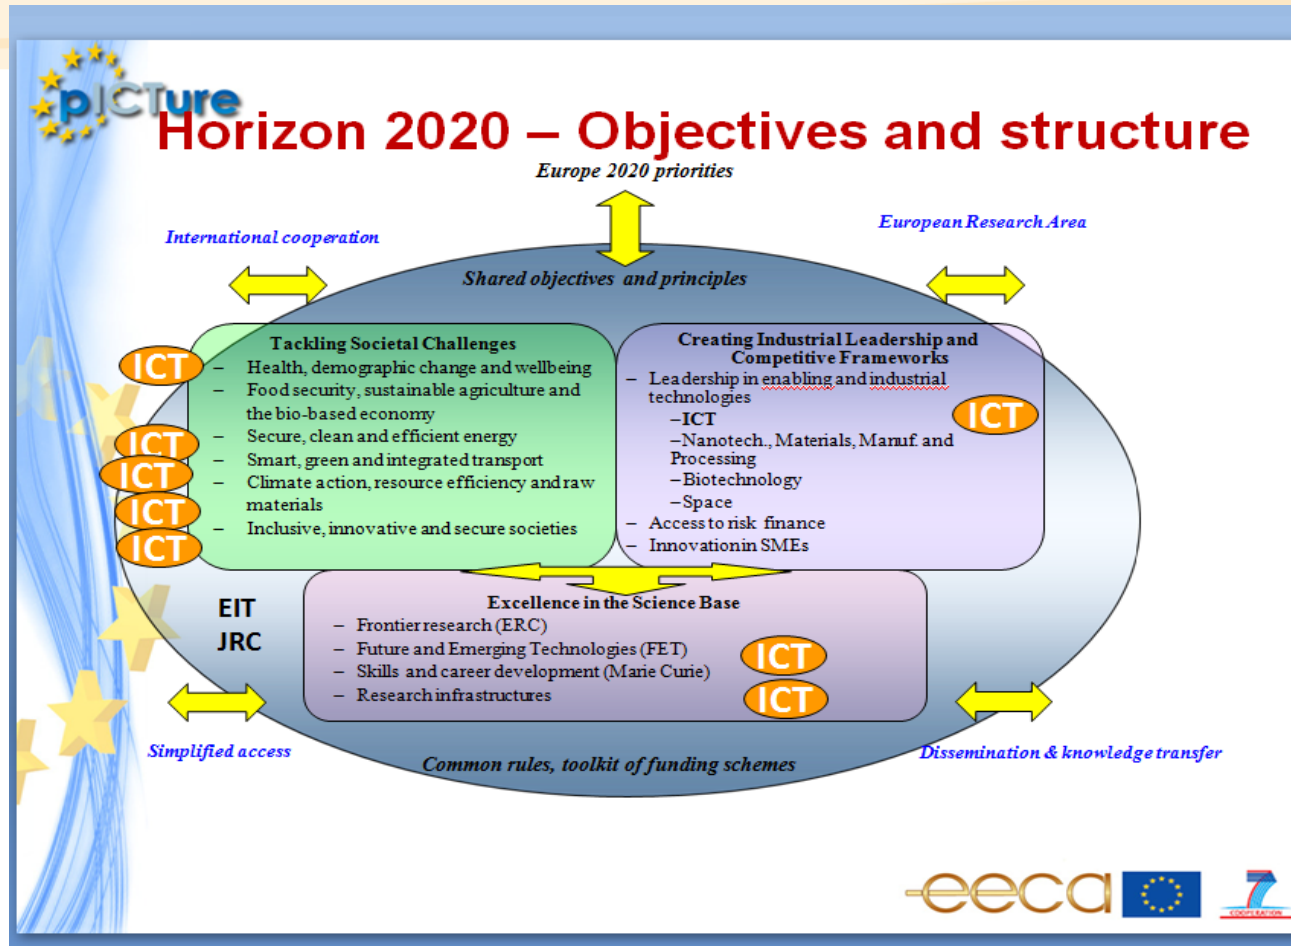 pICTure
Horizon 2020 – Objectives and structure
Europe 2020 priorities
International cooperation
European Research Area
Shared objectives and principles
Tackling Societal Challenges
– Health, demographic change and wellbeing
– Food security, sustainable agriculture and
the bio-based economy
– Secure, clean and efficient energy
– Smart, green and integrated transport
– Climate action, resource efficiency and raw
materials
– Inclusive, innovative and secure societies
ICT
ICT
ICT
ICT
ICT
Creating Industrial Leadership and
Competitive Frameworks
– Leadership in enabling and industrial
technologies
– ICT
– Nanotech., Materials, Manuf. and
Processing
– Biotechnology
– Space
– Access to risk finance
– Innovationin SMEs
ICT
EIT
JRC
Excellence in the Science Base
– Frontier research (ERC)
– Future and Emerging Technologies (FET)
– Skills and career development (Marie Curie)
– Research infrastructures
ICT
ICT
Simplified access
Common rules, toolkit of funding schemes
Dissemination & knowledge transfer
eeca
7
COOPERATION